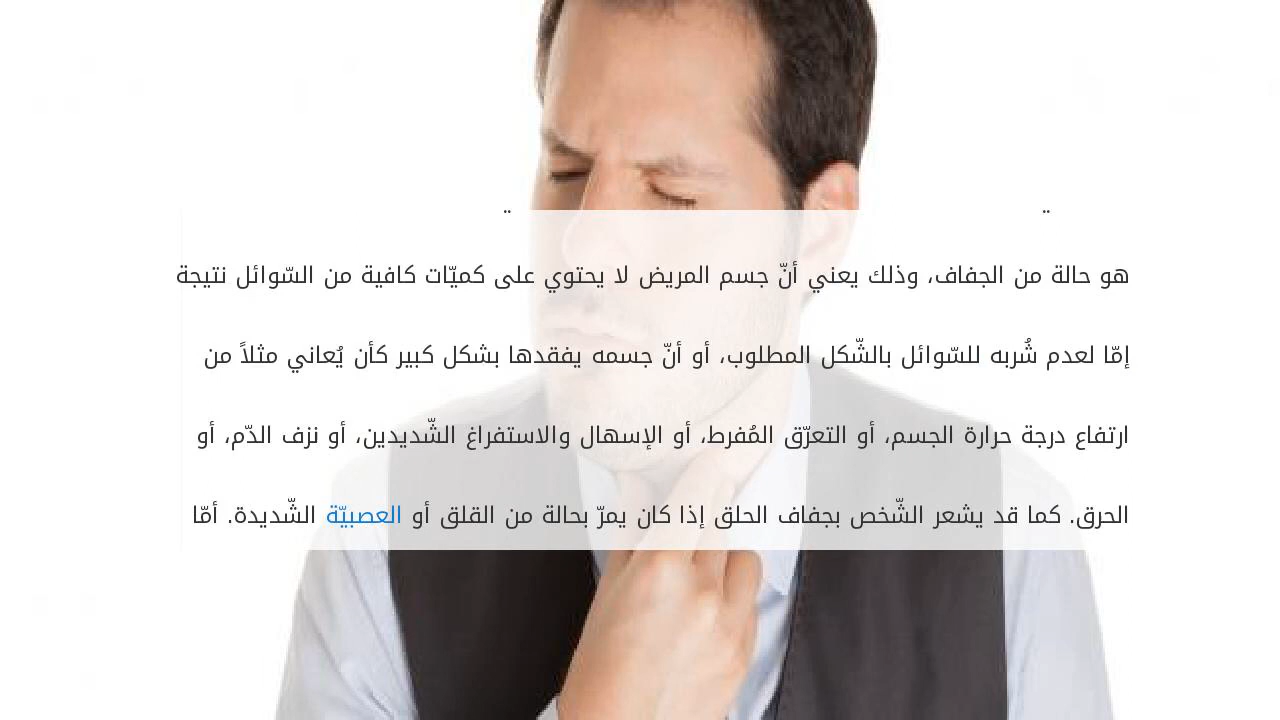 هو حالة من الجفاف، وذلك يعني أنّ جسم المريض لا يحتوي على كميّات كافية من السّوائل نتيجة
إمّا لعدم شُربه للسّوائل بالشّكل المطلوب، أو أنّ جسمه يفقدها بشكل كبير كأن يُعاني مثلاً من
ارتفاع درجة حرارة الجسم، أو التعرّق المُفرط، أو الإسهال والاستفراغ الشّديدين، أو نزف الدّم، أو
الحرق. كما قد يشعر الشّخص بجفاف الحلق إذا كان يمرّ بحالة من القلق أو العصبيّة الشّديدة. أمّا